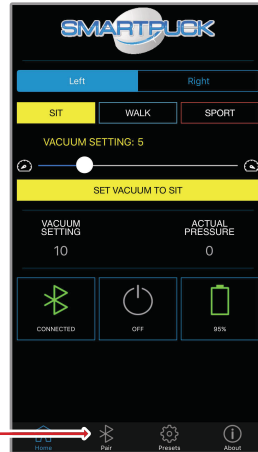 SMARTPUCK
Left Right
SIT WALK SPORT
VACUUM SETTING: 5
SET VACUUM TO SIT
VACUUM ACTUAL
SETTING PRESSURE
10 0
CONNECTED OFF 95%
Home Pair Presets About